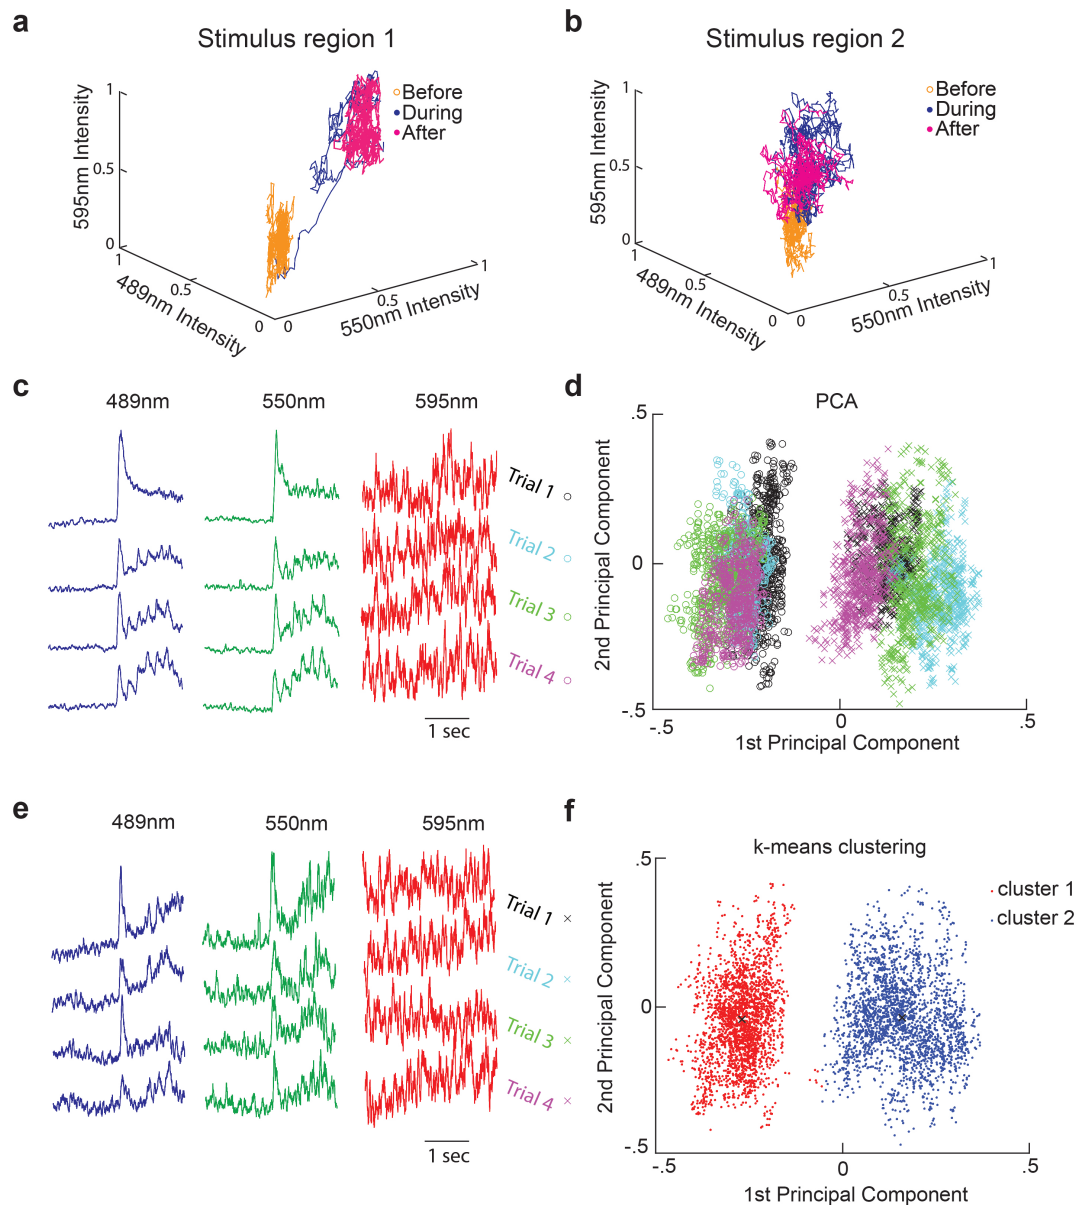 a
Stimulus region 1
Before
During
After
595nm Intensity
1
0.5
0
1
0.5
0
489nm Intensity
0
0.5
1
550nm Intensity
b
Stimulus region 2
Before
During
After
595nm Intensity
1
0.5
0
1
0.5
0
489nm Intensity
0
0.5
1
550nm Intensity
c
489nm
550nm
595nm
Trial 1
Trial 2
Trial 3
Trial 4
1 sec
d
PCA
2nd Principal Component
.5
0
-.5
-.5
0
.5
1st Principal Component
e
489nm
550nm
595nm
Trial 1
Trial 2
Trial 3
Trial 4
1 sec
f
k-means clustering
cluster 1
cluster 2
2nd Principal Component
.5
0
-.5
-.5
0
.5
1st Principal Component